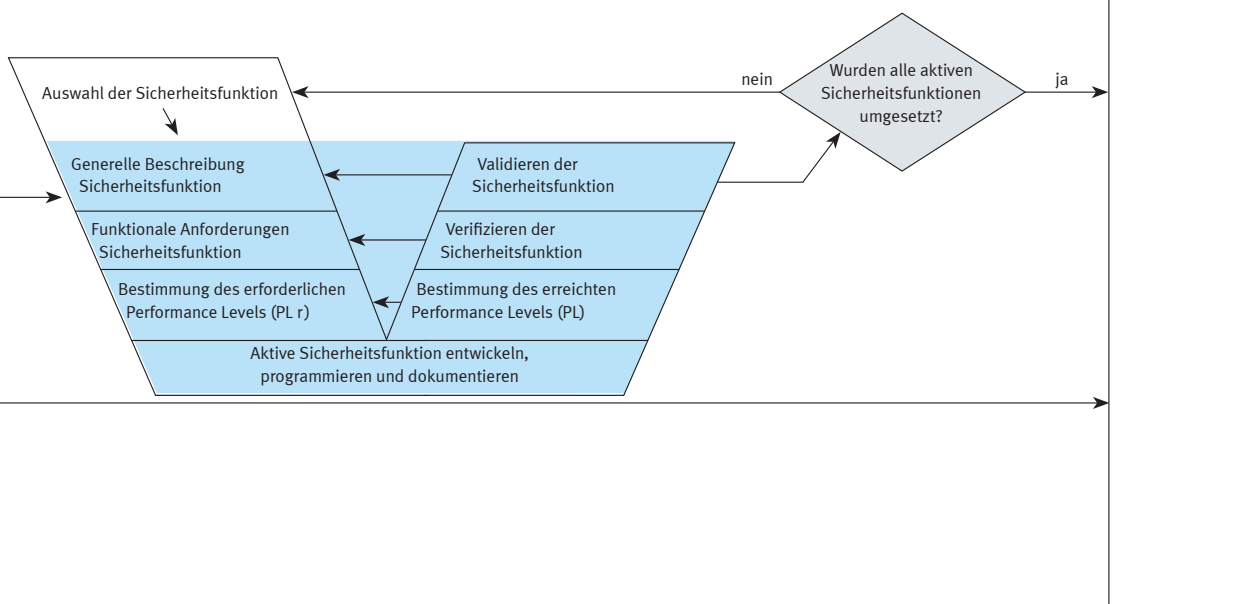 Auswahl der Sicherheitsfunktion
Generelle Beschreibung
Sicherheitsfunktion
Funktionale Anforderungen
Sicherheitsfunktion
Bestimmung des erforderlichen
Performance Levels (PL r)
Aktive Sicherheitsfunktion entwickeln,
programmieren und dokumentieren
Bestimmung des erreichten
Performance Levels (PL)
Verifizieren der
Sicherheitsfunktion
Validieren der
Sicherheitsfunktion
Wurden alle aktiven
Sicherheitsfunktionen
umgesetzt?
nein
ja